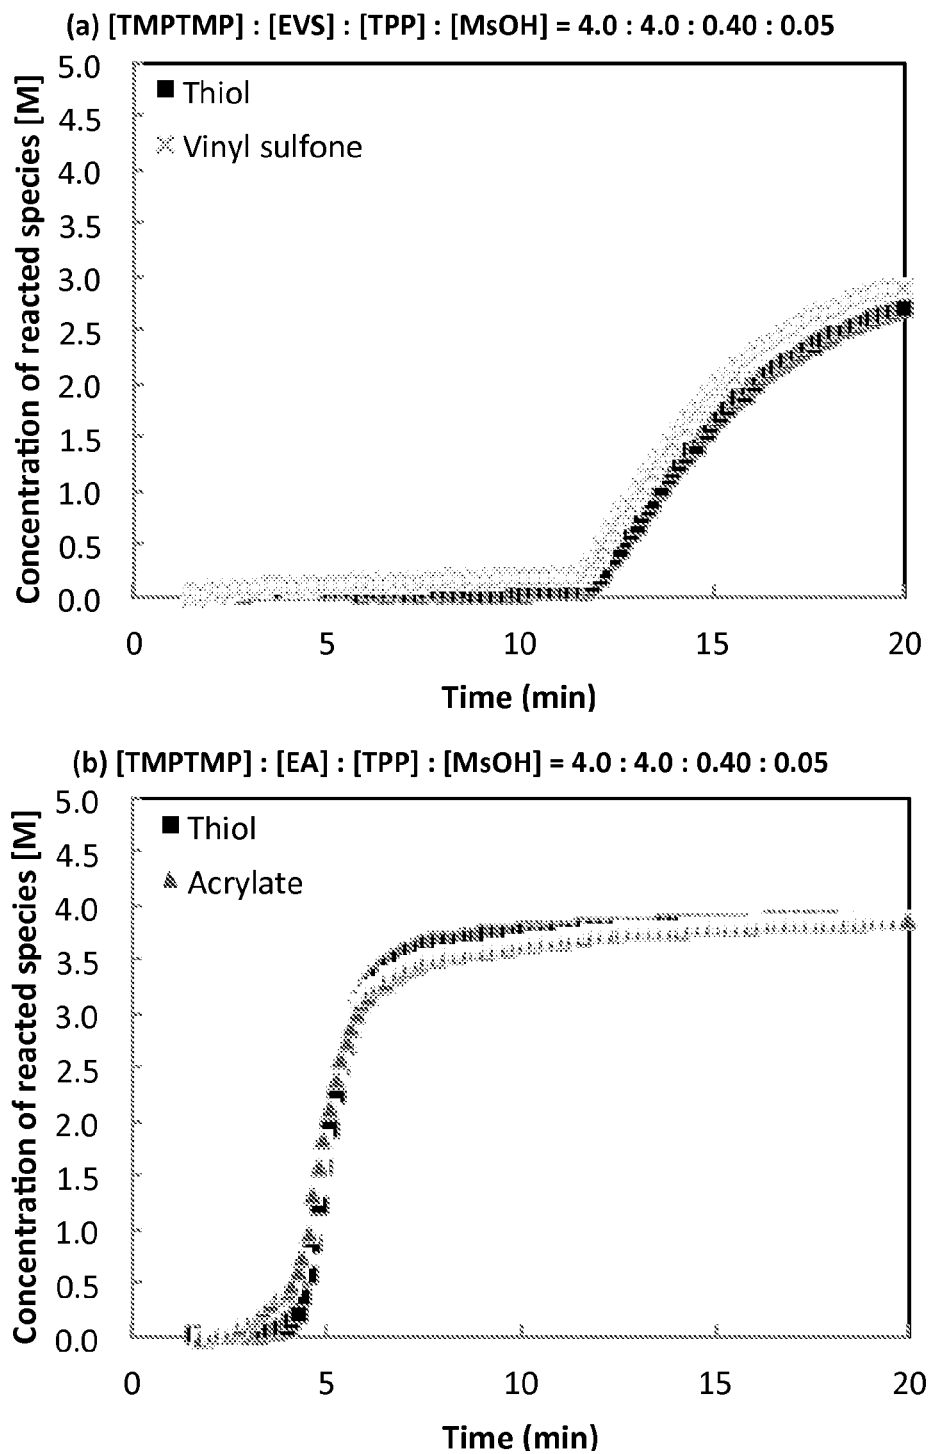 (a) [TMPTMP] : [EVS] : [TPP] : [MsOH] = 4.0 : 4.0 : 0.40 : 0.05
Concentration of reacted species [M]
5.0
4.5
4.0
3.5
3.0
2.5
2.0
1.5
1.0
0.5
0.0
Thiol
Vinyl sulfone
0 5 10 15 20
Time (min)
(b) [TMPTMP] : [EA] : [TPP] : [MsOH] = 4.0 : 4.0 : 0.40 : 0.05
Concentration of reacted species [M]
5.0
4.5
4.0
3.5
3.0
2.5
2.0
1.5
1.0
0.5
0.0
Thiol
Acrylate
0 5 10 15 20
Time (min)